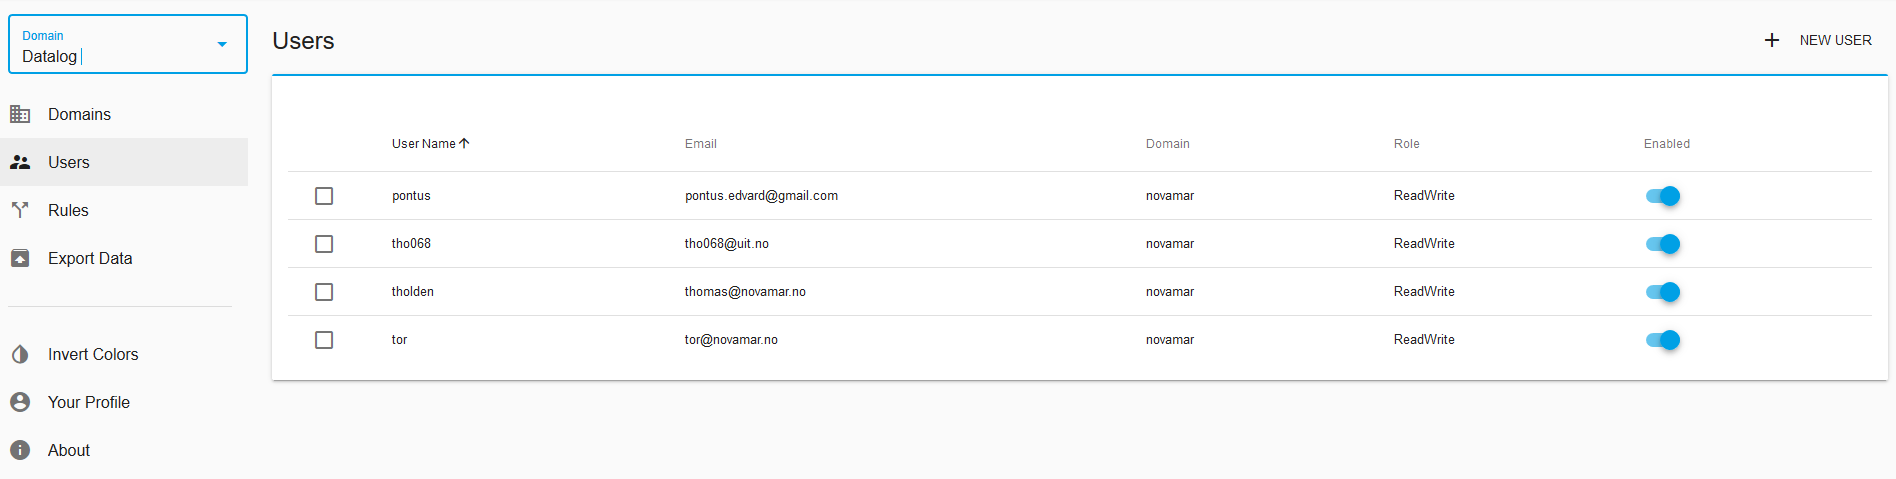 Domain
Datalog
Domains
Users
Rules
Export Data
Invert Colors
Your Profile
About
Users
NEW USER
User Name Email Domain Role Enabled
pontus pontus.edvard@gmail.com novamar ReadWrite
tho068 tho068@uit.no novamar ReadWrite
tholden thomas@novamar.no novamar ReadWrite
tor tor@novamar.no novamar ReadWrite